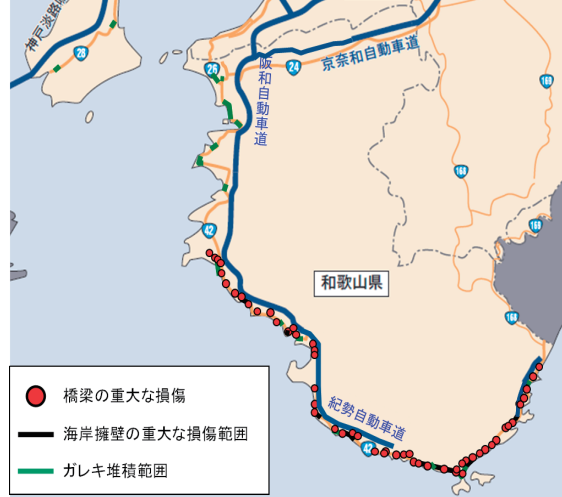 神戸淡路鳴
28
26
阪和自動車道
24
京奈和自動車道
169
168
42
169
和歌山県
168
紀勢自動車道
42
橋梁の重大な損傷
海岸擁壁の重大な損傷範囲
ガレキ堆積範囲